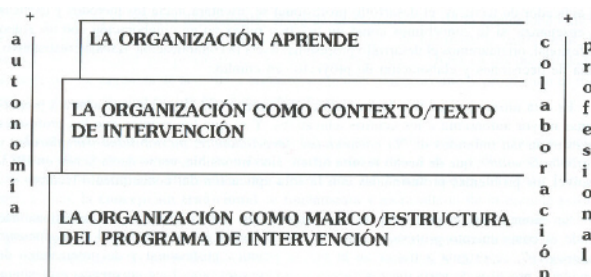 +
+
autonomía
LA ORGANIZACIÓN APRENDE
LA ORGANIZACIÓN COMO CONTEXTO/TEXTO
DE INTERVENCIÓN
LA ORGANIZACIÓN COMO MARCO/ESTRUCTURA
DEL PROGRAMA DE INTERVENCIÓN
colaboración
profesional